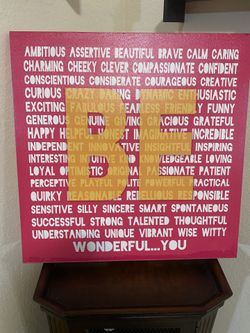 AMBITIOUS ASSERTIVE BEAUTIFUL BRAVE CALM CARING
CHARMING CHEEKY CLEVER COMPASSIONATE CONFIDENT
CONSCIENTIOUS CONSIDERATE COURAGEOUS CREATIVE
CURIOUS CRAZY DARING DYNAMIC ENTHUSIASTIC
EXCITING FABULOUS FEARLESS FRIENDLY FUNNY
GENEROUS GENUINE GIVING GRACIOUS GRATEFUL
HAPPY HELPFUL HONEST IMAGINATIVE INCREDIBLE
INDEPENDENT INNOVATIVE INSIGHTFUL INSPIRING
INTERESTING INTUITIVE KIND KNOWLEDGEABLE LOVING
LOYAL OPTIMISTIC ORIGINAL PASSIONATE PATIENT
PERCEPTIVE PLAYFUL POLITE POWERFUL PRACTICAL
QUIRKY REASONABLE REBELLIOUS RESPONSIBLE
SENSITIVE SILLY SINCERE SMART SPONTANEOUS
SUCCESSFUL STRONG TALENTED THOUGHTFUL
UNDERSTANDING UNIQUE VIBRANT WISE WITTY
WONDERFUL...YOU
BE